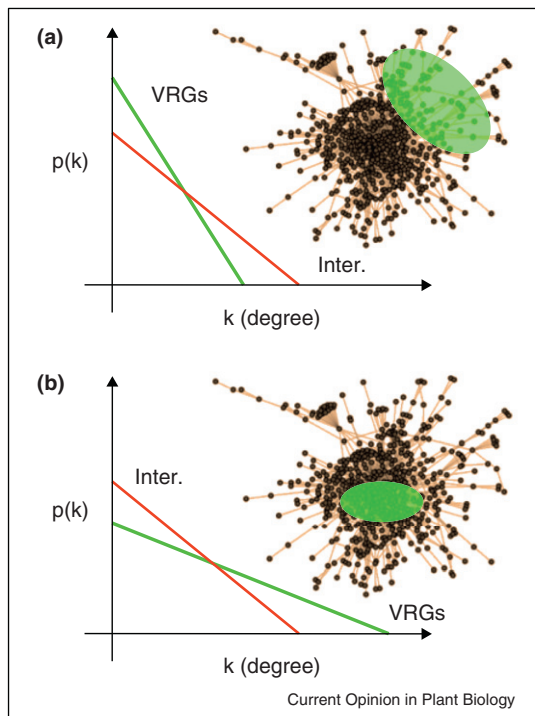 (a)
VRGs
p(k)
Inter.
k (degree)
(b)
Inter.
p(k)
VRGs
k (degree)
Current Opinion in Plant Biology